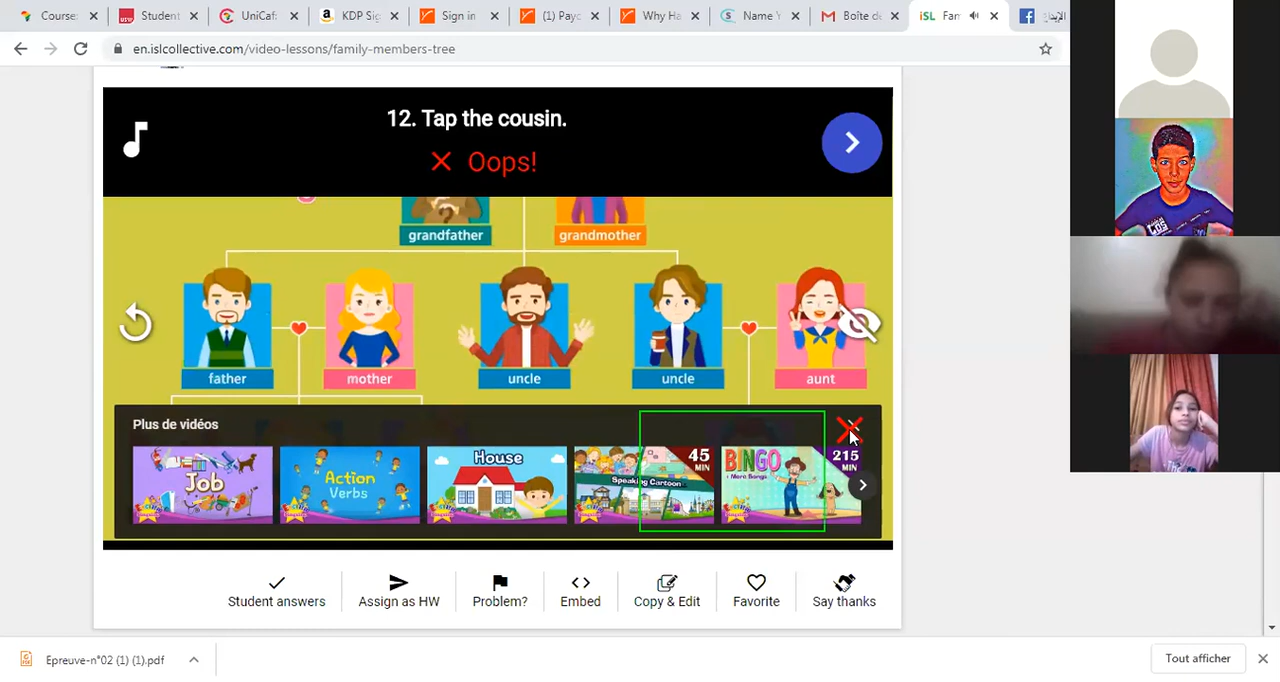 Course:
Student
UniCaf:
KDP Sig
Sign in
(1) Payc
Why Ha
Name Y
Boîte de
iSL Fam
en.islcollective.com/video-lessons/family-members-tree
12. Tap the cousin.
Oops!
grandfather
grandmother
father
mother
uncle
uncle
aunt
Plus de vidéos
Job
Action
Verbs
House
Speaking Cartoon
45
MIN
BINGO
+ More Songs
215
MIN
Student answers
Assign as HW
Problem?
Embed
Copy & Edit
Favorite
Say thanks
Epreuve-n°02 (1) (1).pdf
Tout afficher